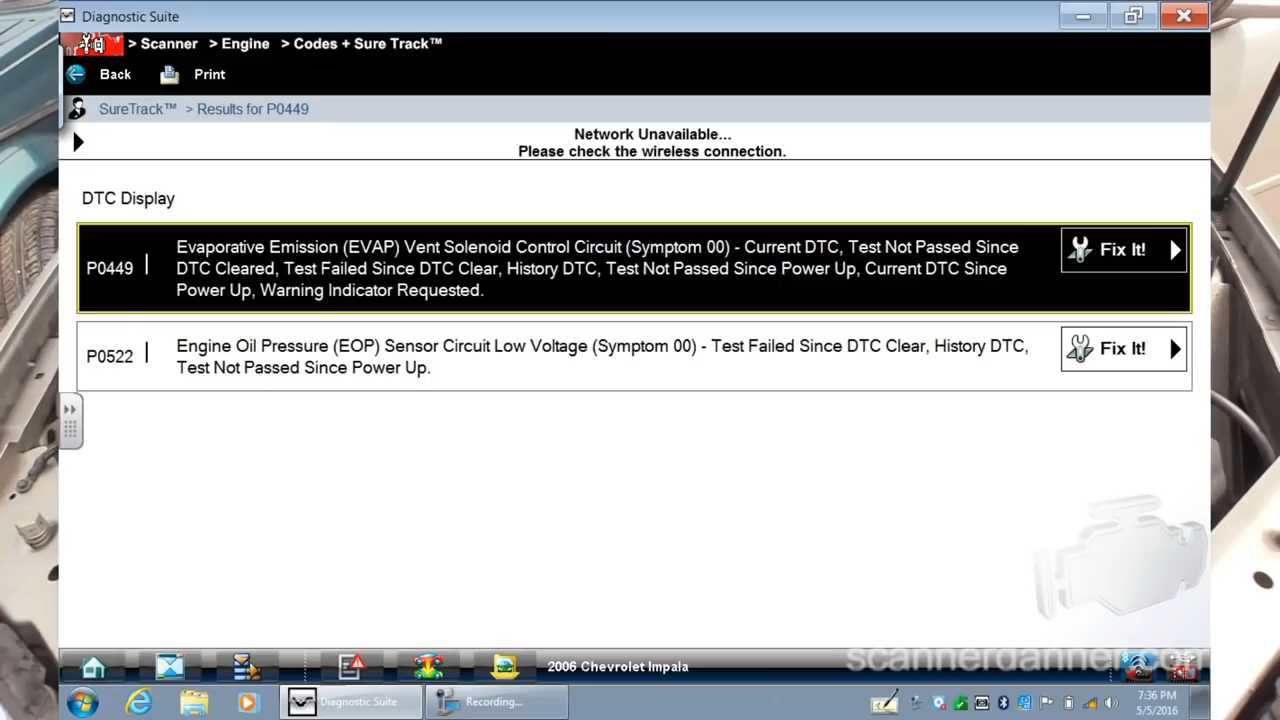 Diagnostic Suite
> Scanner > Engine > Codes + Sure Track™
Back Print
SureTrack™ > Results for P0449
Network Unavailable...
Please check the wireless connection.
DTC Display
P0449
Evaporative Emission (EVAP) Vent Solenoid Control Circuit (Symptom 00) - Current DTC, Test Not Passed Since
DTC Cleared, Test Failed Since DTC Clear, History DTC, Test Not Passed Since Power Up, Current DTC Since
Power Up, Warning Indicator Requested.
Fix It!
P0522
Engine Oil Pressure (EOP) Sensor Circuit Low Voltage (Symptom 00) - Test Failed Since DTC Clear, History DTC,
Test Not Passed Since Power Up.
Fix It!
2006 Chevrolet Impala
scannerdanner.com
Diagnostic Suite
Recording...
7:36 PM
5/5/2016